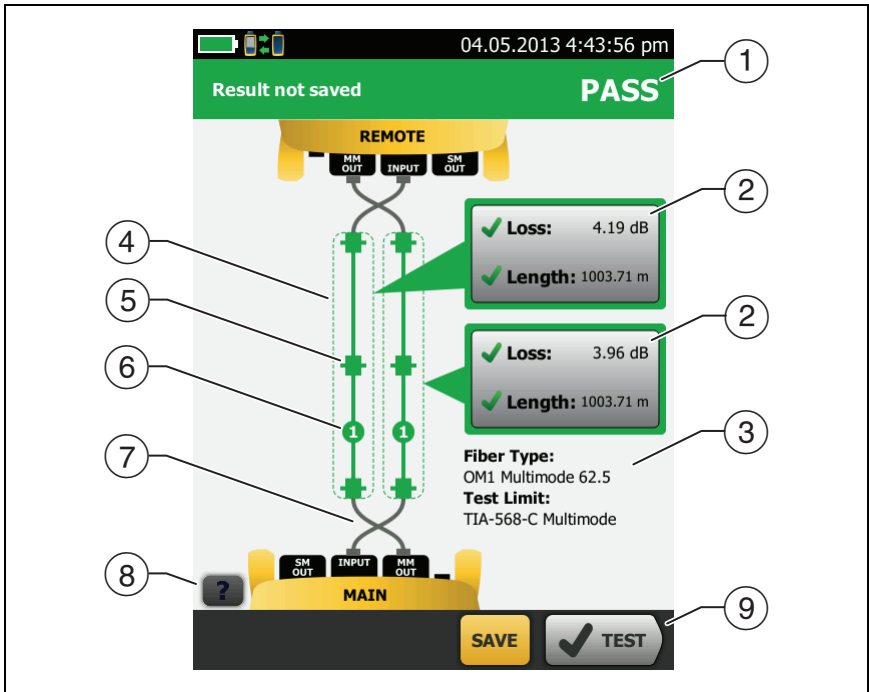 04.05.2013 4:43:56 pm
1
Result not saved PASS
REMOTE
MM OUT
INPUT
SM OUT
2
Loss: 4.19 dB
Length: 1003.71 m
4
5
2
Loss: 3.96 dB
Length: 1003.71 m
6
1 1
3
Fiber Type:
OM1 Multimode 62.5
Test Limit:
TIA-568-C Multimode
7
SM OUT
INPUT
MM OUT
8
?
MAIN
9
SAVE
TEST